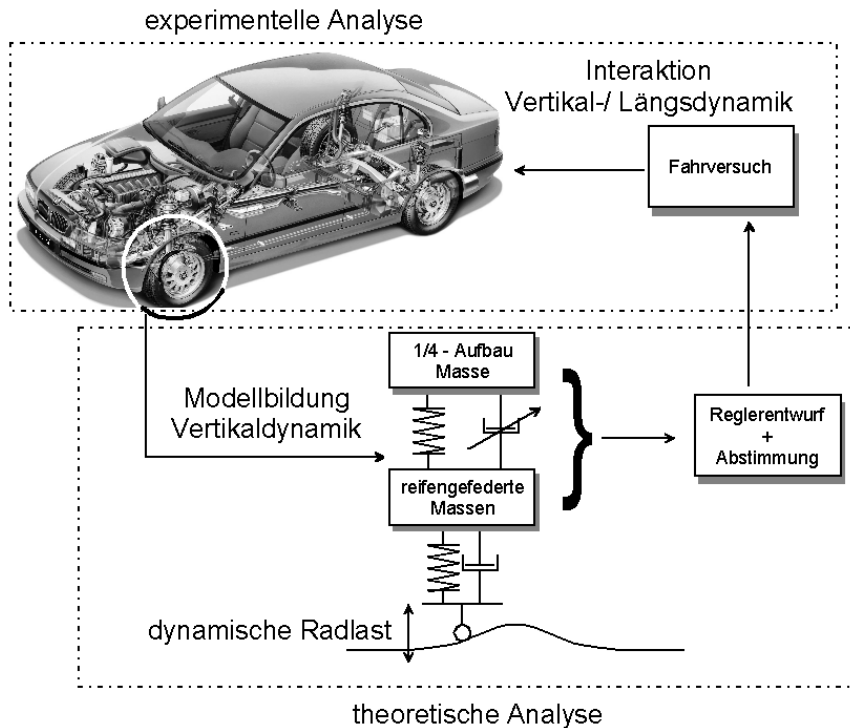 experimentelle Analyse
Interaktion
Vertikal-/ Längsdynamik
Fahrversuch
1/4 - Aufbau
Masse
Modellbildung
Vertikaldynamik
reifengefederte
Massen
Reglerentwurf
+
Abstimmung
dynamische Radlast
theoretische Analyse